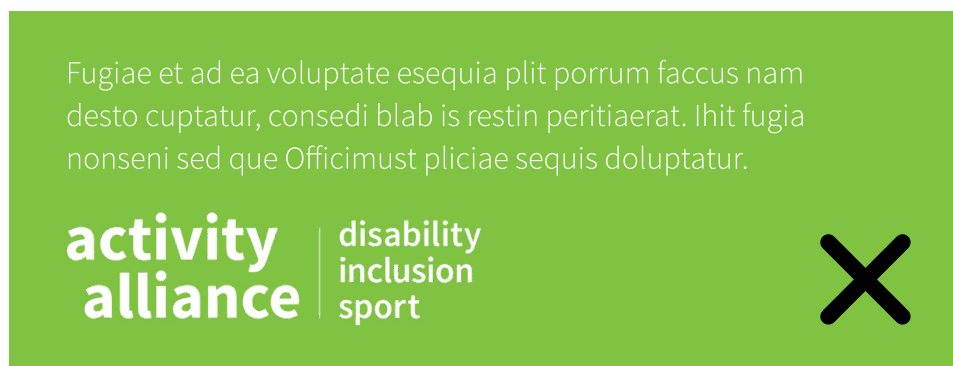 Fugiae et ad ea voluptate esequia plit porrum faccus nam
desto cuptatur, consedi blab is restin peritiaerat. Ihit fugia
nonseni sed que Officimust pliciae sequis doluptatur.
activity
alliance
disability
inclusion
sport